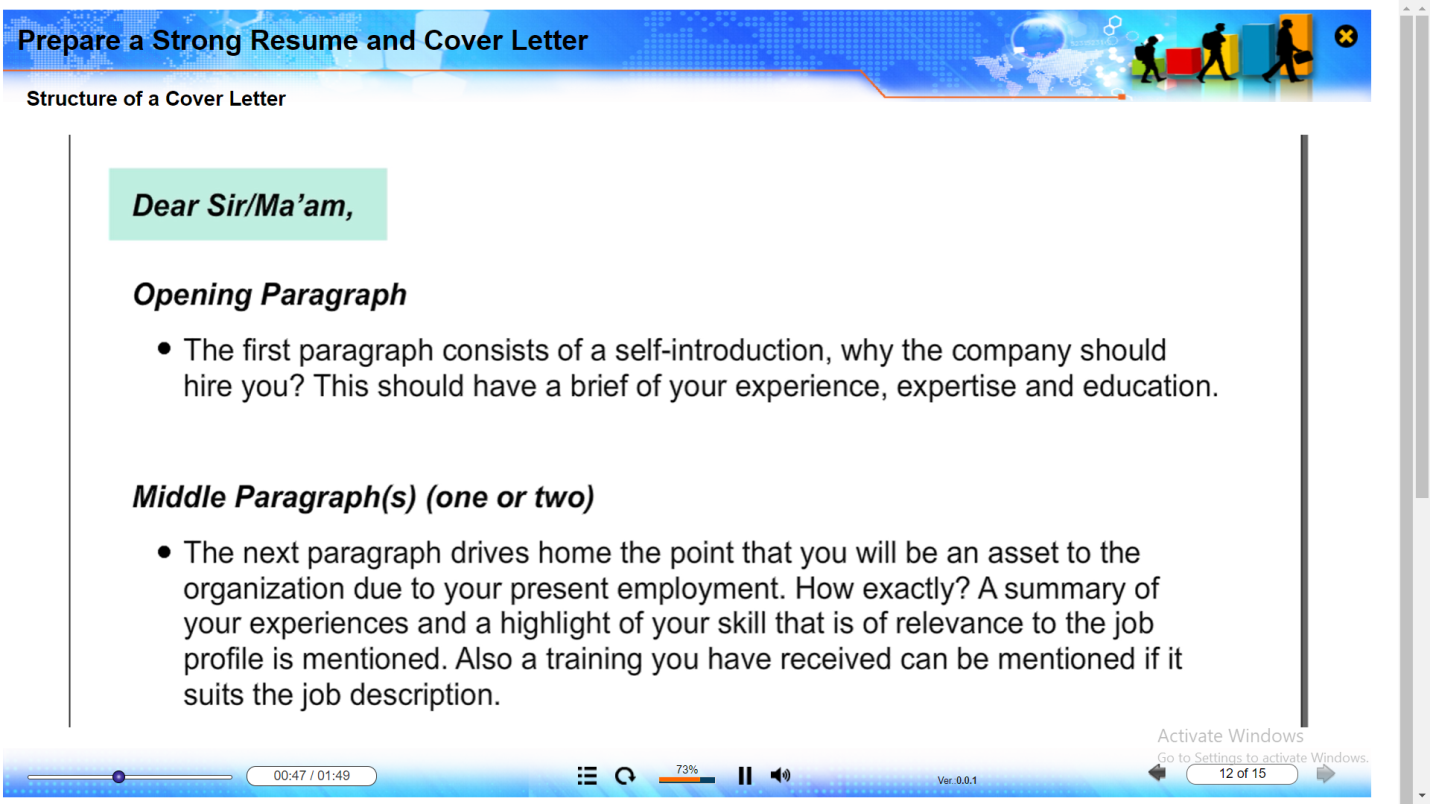 Prepare a Strong Resume and Cover Letter
Structure of a Cover Letter
Dear Sir/Ma’am,
Opening Paragraph
• The first paragraph consists of a self-introduction, why the company should
hire you? This should have a brief of your experience, expertise and education.
Middle Paragraph(s) (one or two)
• The next paragraph drives home the point that you will be an asset to the
organization due to your present employment. How exactly? A summary of
your experiences and a highlight of your skill that is of relevance to the job
profile is mentioned. Also a training you have received can be mentioned if it
suits the job description.
Activate Windows
Go to Settings to activate Windows.
00:47 / 01:49
73%
Ver :0.0.1
12 of 15